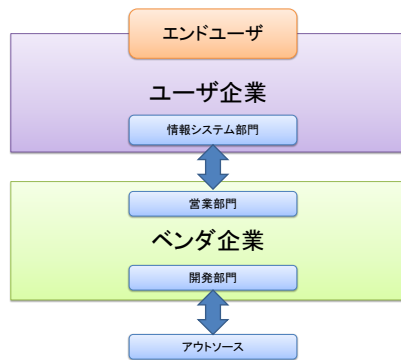 エンドユーザ
ユーザ企業
情報システム部門
営業部門
ベンダ企業
開発部門
アウトソース